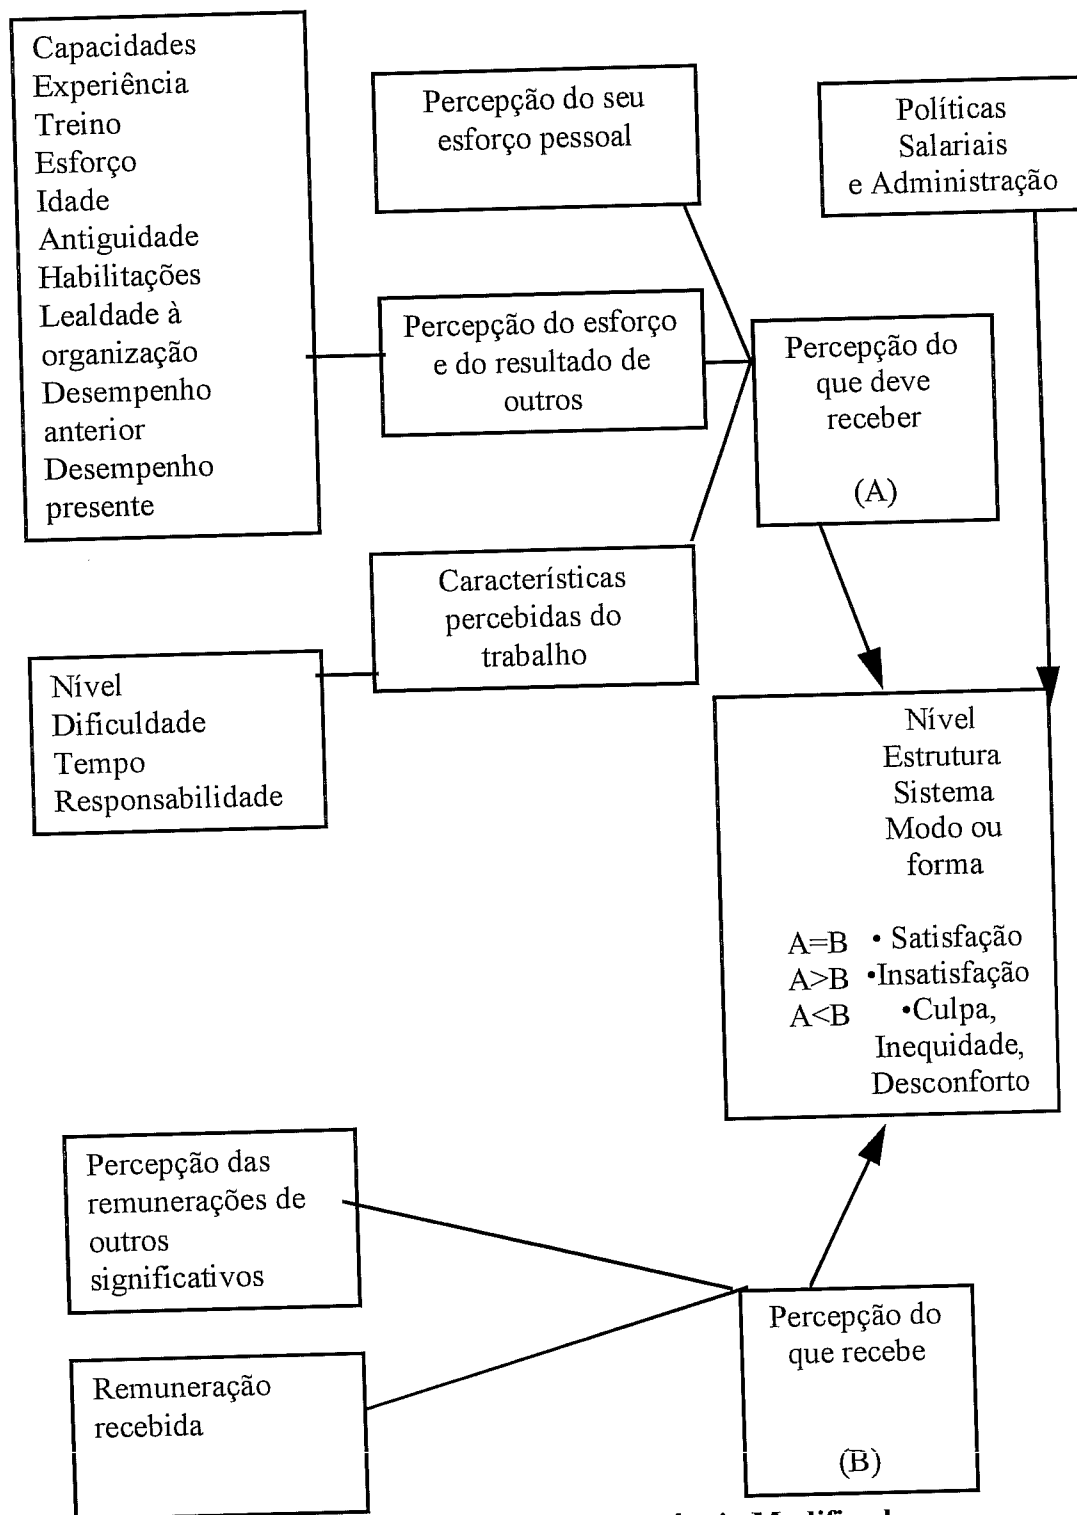 Capacidades
Experiência
Treino
Esforço
Idade
Antiguidade
Habilitações
Lealdade à
organização
Desempenho
anterior
Desempenho
presente
Percepção do seu
esforço pessoal
Políticas
Salariais
e Administração
Percepção do esforço
e do resultado de
outros
Percepção do
que deve
receber
(A)
Características
percebidas do
trabalho
Nível
Dificuldade
Tempo
Responsabilidade
Nível
Estrutura
Sistema
Modo ou
forma
A=B • Satisfação
A>B •Insatisfação
A<B •Culpa,
Inequidade,
Desconforto
Percepção das
remunerações de
outros
significativos
Remuneração
recebida
Percepção do
que recebe
(B)